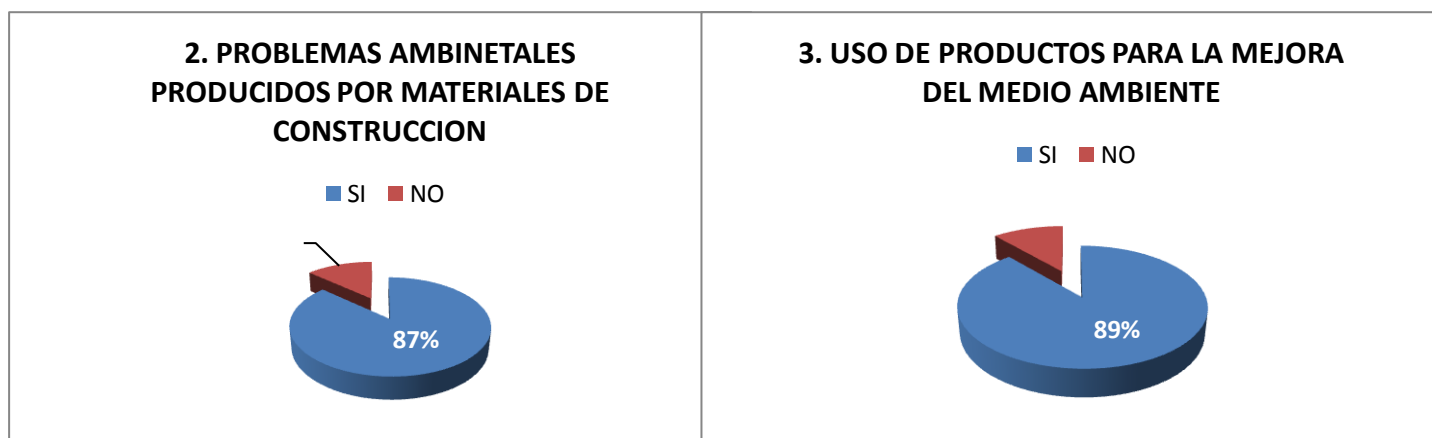 2. PROBLEMAS AMBINETALES
PRODUCIDOS POR MATERIALES DE
CONSTRUCCION
SI NO
87%
3. USO DE PRODUCTOS PARA LA MEJORA
DEL MEDIO AMBIENTE
SI NO
89%